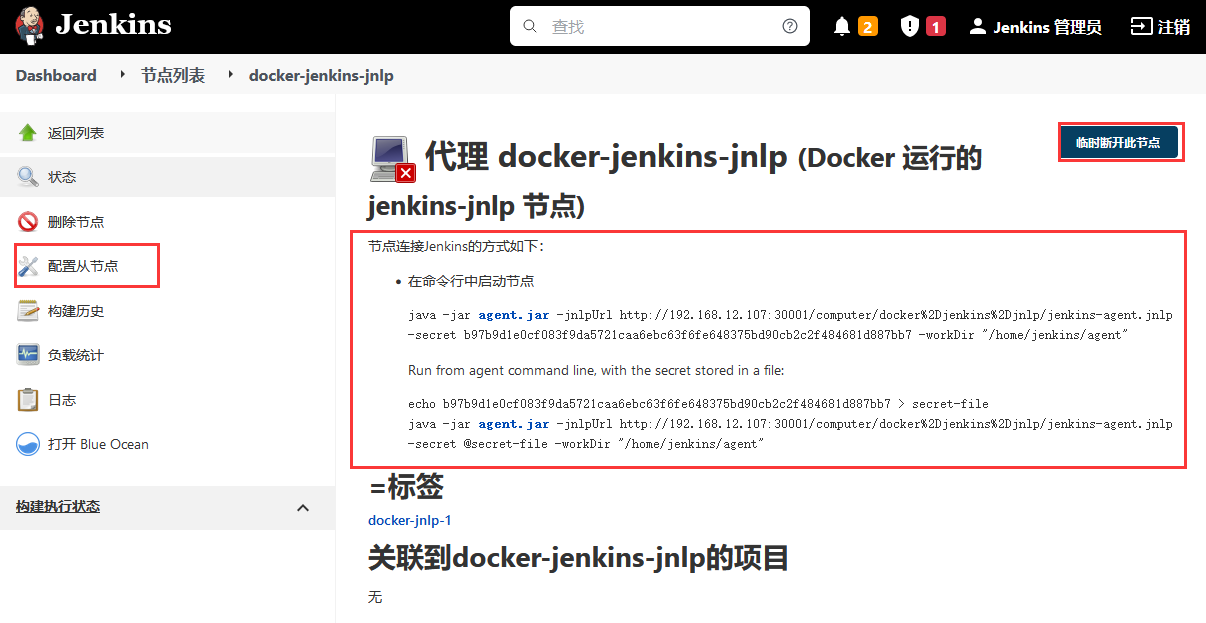 Jenkins
查找
2
1
Jenkins 管理员
注销
Dashboard
节点列表
docker-jenkins-jnlp
返回列表
状态
删除节点
配置从节点
构建历史
负载统计
日志
打开 Blue Ocean
构建执行状态
临时断开此节点
代理 docker-jenkins-jnlp (Docker 运行的
jenkins-jnlp 节点)
节点连接Jenkins的方式如下：
在命令行中启动节点
java -jar agent.jar -jnlpUrl http://192.168.12.107:30001/computer/docker%2Djenkins%2Djnlp/jenkins-agent.jnlp
-secret b97b9d1e0cf083f9da5721caa6ebc63f6fe648375bd90cb2c2f484681d887bb7 -workDir "/home/jenkins/agent"
Run from agent command line, with the secret stored in a file:
echo b97b9d1e0cf083f9da5721caa6ebc63f6fe648375bd90cb2c2f484681d887bb7 > secret-file
java -jar agent.jar -jnlpUrl http://192.168.12.107:30001/computer/docker%2Djenkins%2Djnlp/jenkins-agent.jnlp
-secret @secret-file -workDir "/home/jenkins/agent"
=标签
docker-jnlp-1
关联到docker-jenkins-jnlp的项目
无